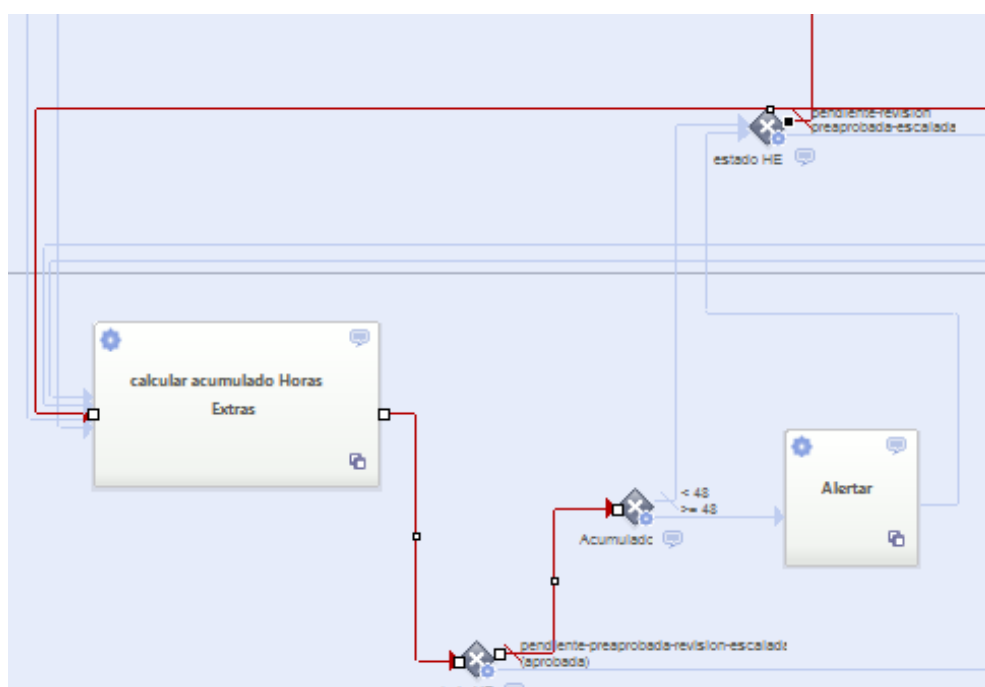 pendiente-revision
preaprobada-escalada
estado HE
calcular acumulado Horas
Extras
< 48
>= 48
Alertar
Acumulado
pendiente-preaprobada-revision-escalada
(aprobada)